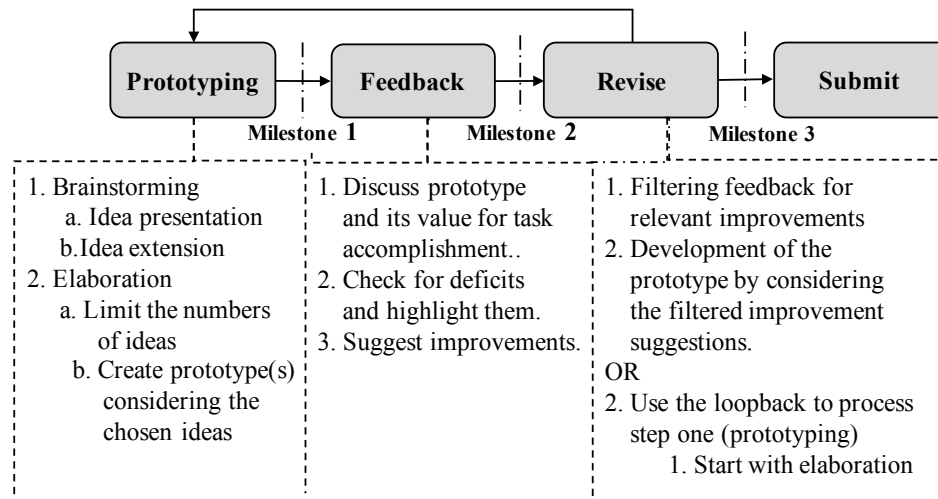 Prototyping
Feedback
Revise
Submit
Milestone 1
Milestone 2
Milestone 3
1. Brainstorming
a. Idea presentation
b.Idea extension
2. Elaboration
a. Limit the numbers
of ideas
b. Create prototype(s)
considering the
chosen ideas
1. Discuss prototype
and its value for task
accomplishment..
2. Check for deficits
and highlight them.
3. Suggest improvements.
1. Filtering feedback for
relevant improvements
2. Development of the
prototype by considering
the filtered improvement
suggestions.
OR
2. Use the loopback to process
step one (prototyping)
1. Start with elaboration